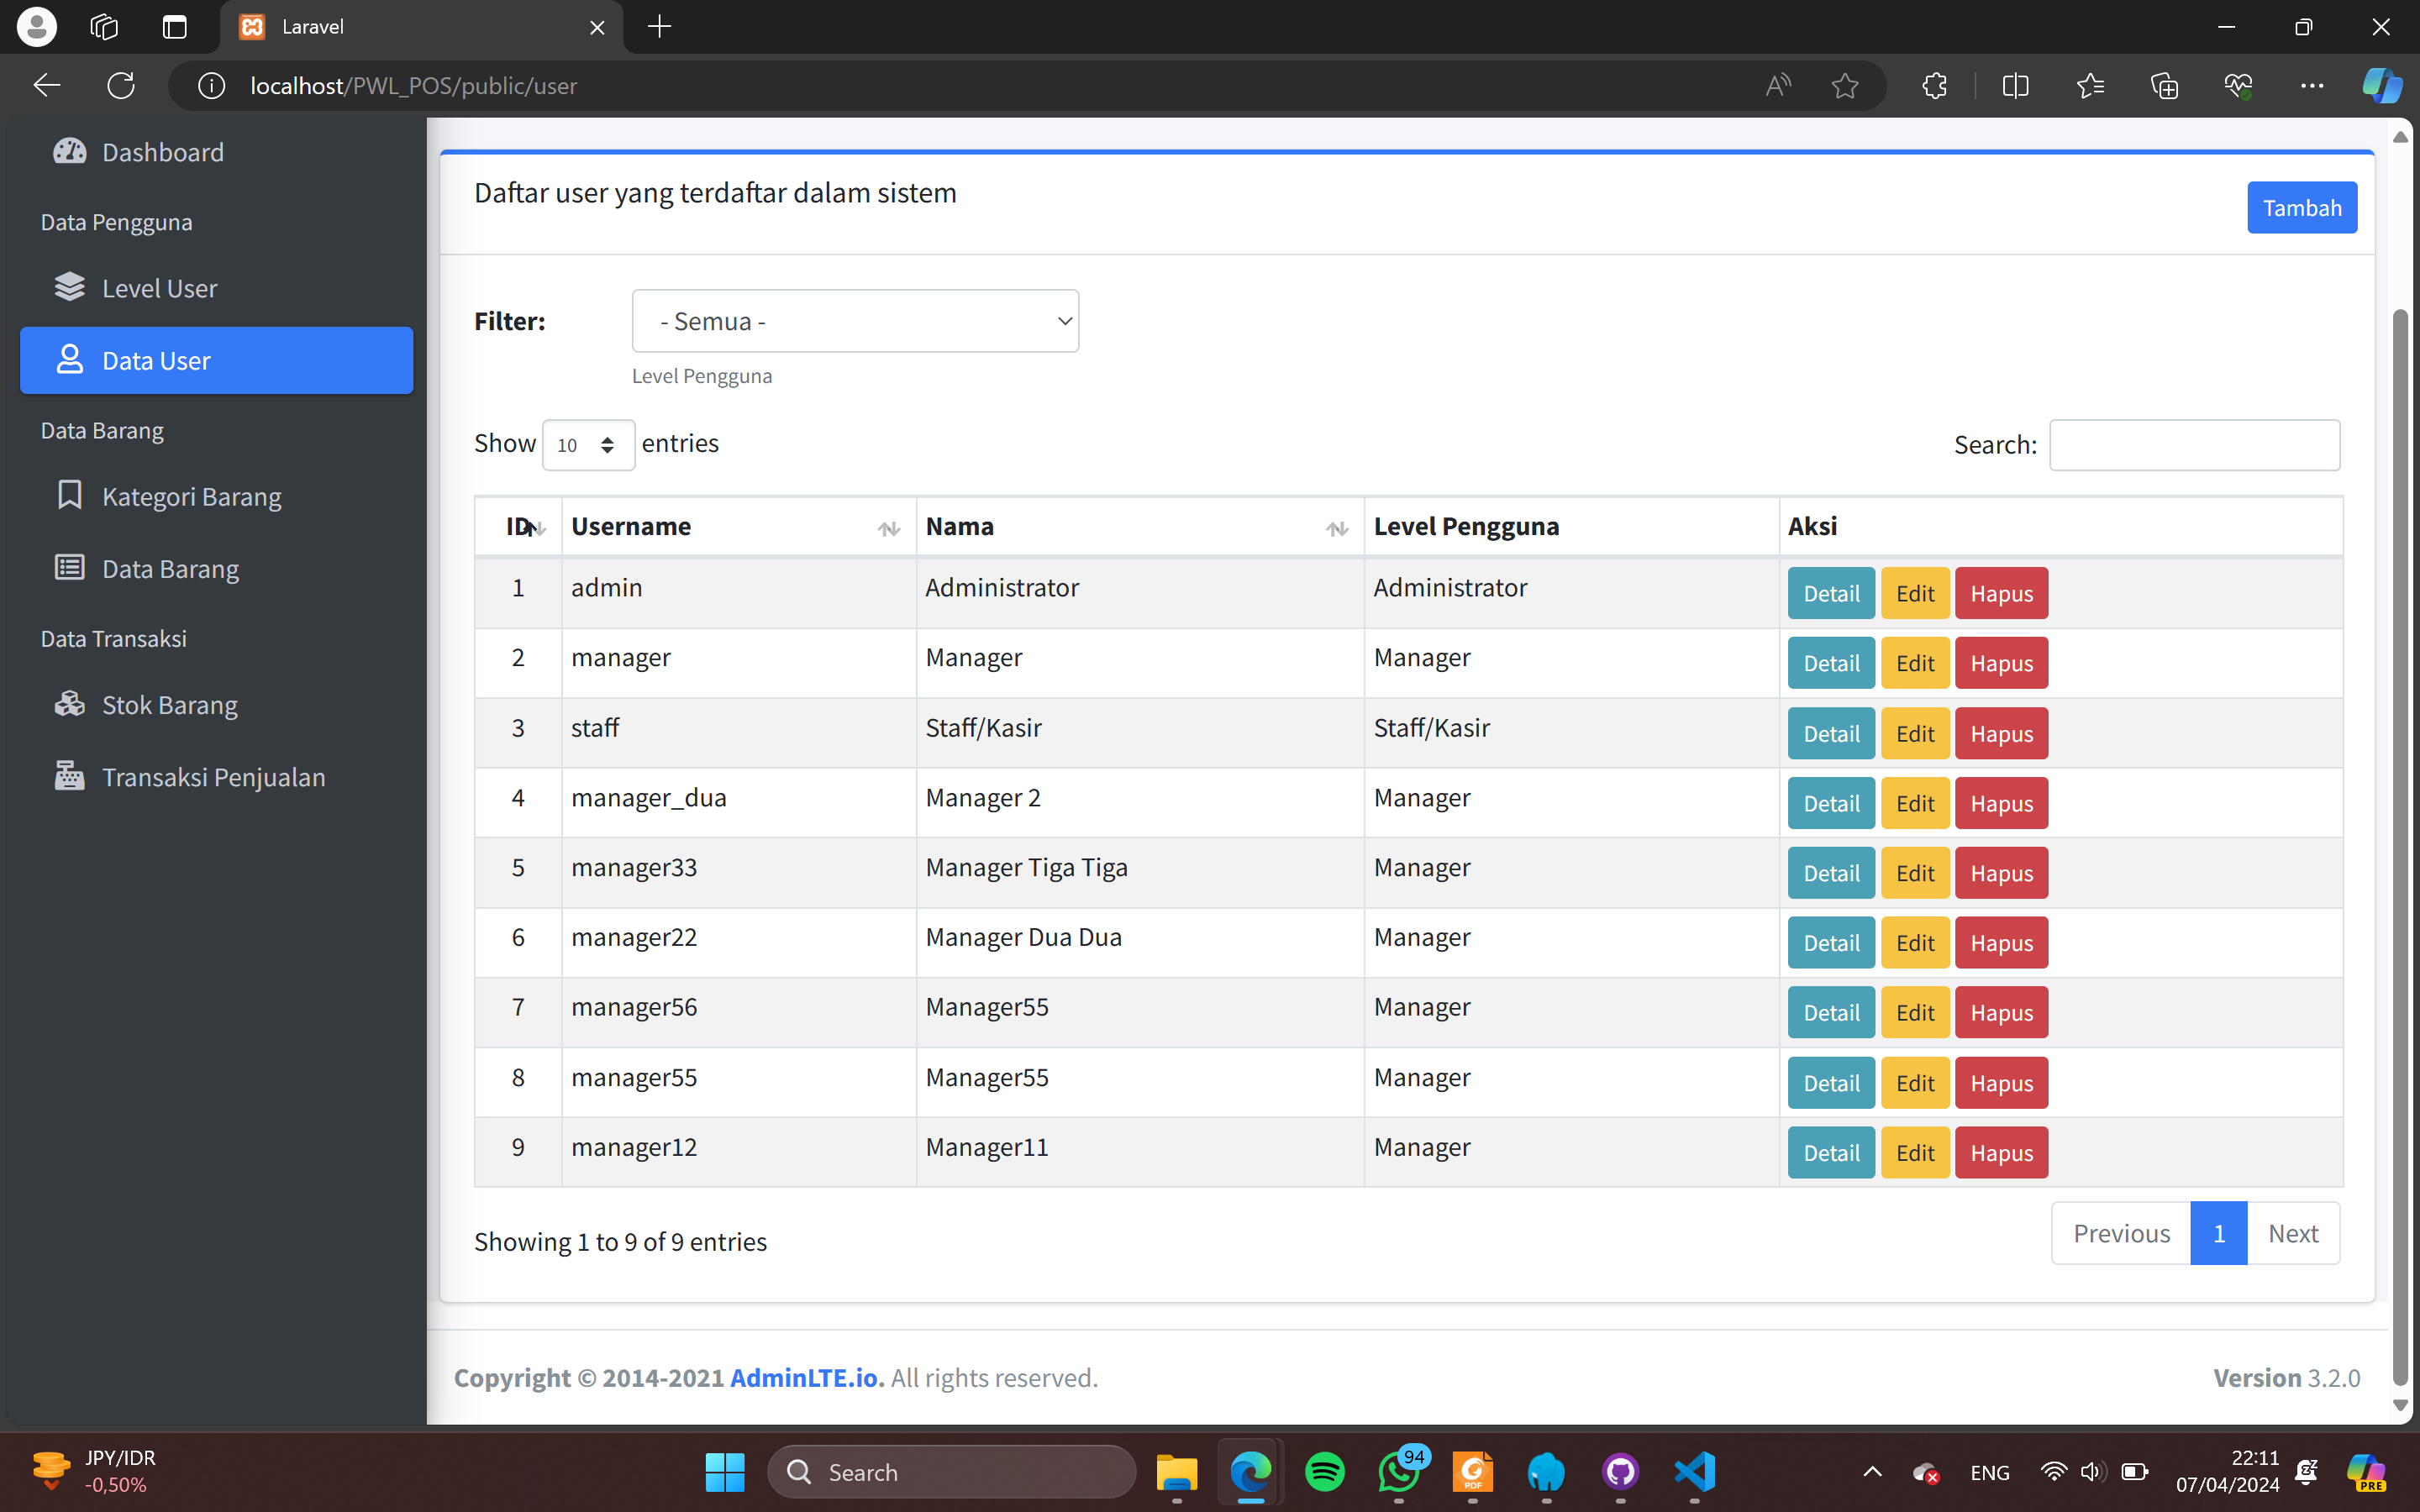 Laravel
localhost/PWL_POS/public/user
Dashboard
Data Pengguna
Level User
Data User
Data Barang
Kategori Barang
Data Barang
Data Transaksi
Stok Barang
Transaksi Penjualan
Daftar user yang terdaftar dalam sistem
Tambah
Filter: - Semua -
Level Pengguna
Show 10 entries Search:
ID Username Nama Level Pengguna Aksi
1 admin Administrator Administrator Detail Edit Hapus
2 manager Manager Manager Detail Edit Hapus
3 staff Staff/Kasir Staff/Kasir Detail Edit Hapus
4 manager_dua Manager 2 Manager Detail Edit Hapus
5 manager33 Manager Tiga Tiga Manager Detail Edit Hapus
6 manager22 Manager Dua Dua Manager Detail Edit Hapus
7 manager56 Manager55 Manager Detail Edit Hapus
8 manager55 Manager55 Manager Detail Edit Hapus
9 manager12 Manager11 Manager Detail Edit Hapus
Showing 1 to 9 of 9 entries Previous 1 Next
Copyright © 2014-2021 AdminLTE.io. All rights reserved. Version 3.2.0
JPY/IDR
-0,50%
Search
94
PDF
ENG
22:11
07/04/2024
PRE